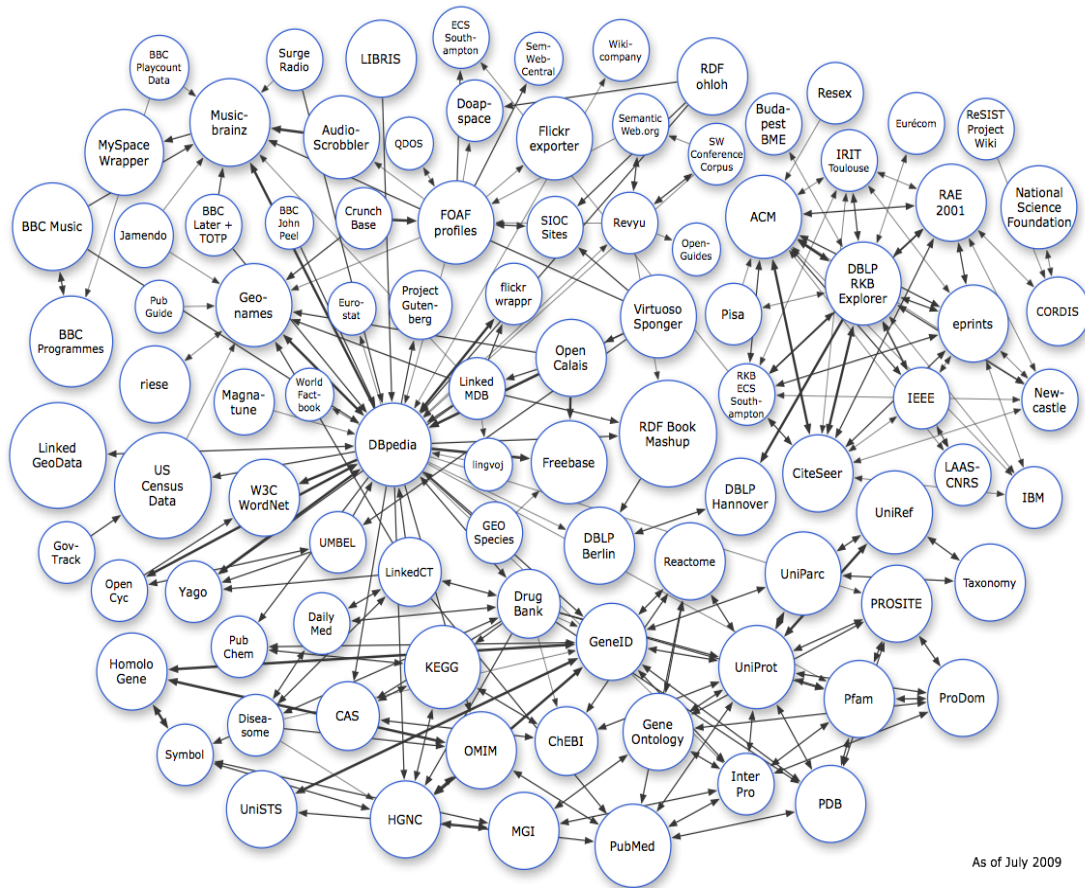 ECS
South-
ampton
BBC
Playcount
Data
Surge
Radio
LIBRIS
Sem-
Web-
Central
Wiki-
company
RDF
ohloh
Resex
Music-
brainz
MySpace
Wrapper
Audio-
Scrobbler
QDOS
Doap-
space
Flickr
exporter
Semantic
Web.org
SW
Conference
Corpus
Buda-
pest
BME
IRIT
Toulouse
Eurécom
ReSIST
Project
Wiki
BBC Music
Jamendo
BBC
Later +
TOTP
BBC
John
Peel
Crunch
Base
FOAF
profiles
SIOC
Sites
Revyu
Open-
Guides
ACM
RAE
2001
National
Science
Foundation
DBLP
RKB
Explorer
Pub
Guide
Geo-
names
Euro-
stat
Project
Guten-
berg
flickr
wrappr
Virtuoso
Sponger
Pisa
eprints
CORDIS
BBC
Programmes
riese
Magna-
tune
World
Fact-
book
Linked
MDB
Open
Calais
RKB
ECS
South-
ampton
IEEE
New-
castle
Linked
GeoData
US
Census
Data
DBpedia
lingvoj
Freebase
RDF Book
Mashup
CiteSeer
LAAS-
CNRS
IBM
W3C
WordNet
DBLP
Hannover
UniRef
Gov-
Track
Open
Cyc
Yago
UMBEL
LinkedCT
GEO
Species
DBLP
Berlin
Reactome
UniParc
Taxonomy
PROSITE
Daily
Med
Drug
Bank
Pub
Chem
GeneID
UniProt
Homolo
Gene
KEGG
Pfam
ProDom
Disea-
some
CAS
Symbol
OMIM
ChEBI
Gene
Ontology
Inter
Pro
PDB
UniSTS
HGNC
MGI
PubMed
As of July 2009